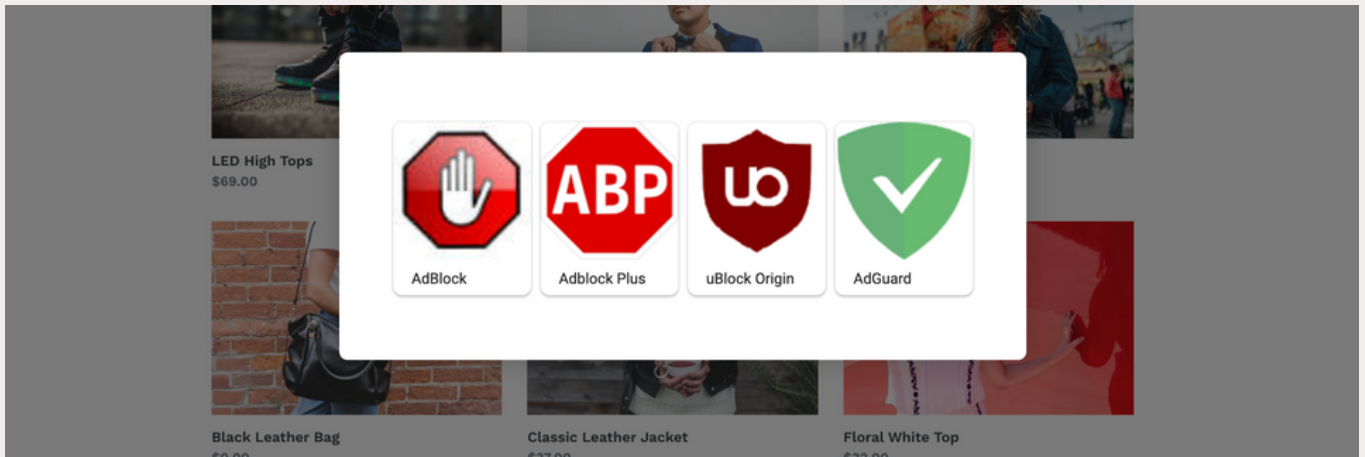 ABP
uo
AdBlock
Adblock Plus
uBlock Origin
AdGuard
LED High Tops
$69.00
Black Leather Bag
Classic Leather Jacket
Floral White Top